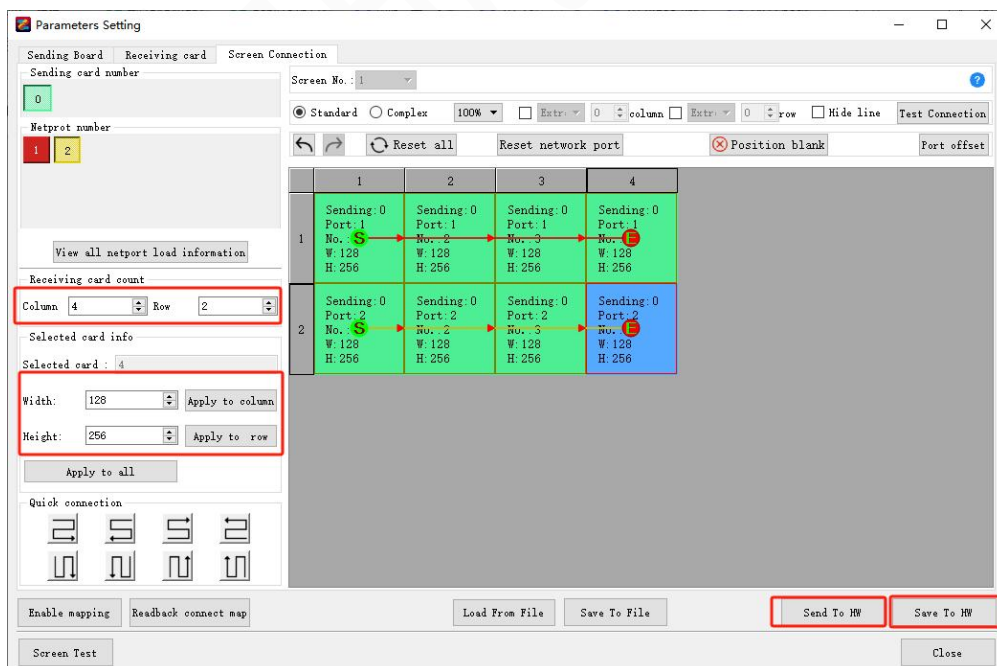 Parameters Setting
Sending Board Receiving card Screen Connection
Sending card number
0
Netprot number
1 2
View all netport load information
Receiving card count
Column 4 Row 2
Selected card info
Selected card : 4
Width: 128 Apply to column
Height: 256 Apply to row
Apply to all
Quick connection
Screen No.: 1 ?
Standard Complex 100% Extr: 0 column Extr: 0 row Hide line Test Connection
Reset all Reset network port Position blank Port offset
1 2 3 4
1
Sending:0 Sending:0 Sending:0 Sending:0
Port:1 Port:1 Port:1 Port:1
No.: S No.:2 No.:3 No.: E
W:128 W:128 W:128 W:128
H:256 H:256 H:256 H:256
2
Sending:0 Sending:0 Sending:0 Sending:0
Port:2 Port:2 Port:2 Port:2
No.: S No.:2 No.:3 No.: E
W:128 W:128 W:128 W:128
H:256 H:256 H:256 H:256
Enable mapping Readback connect map Load From File Save To File Send To HW Save To HW
Screen Test Close